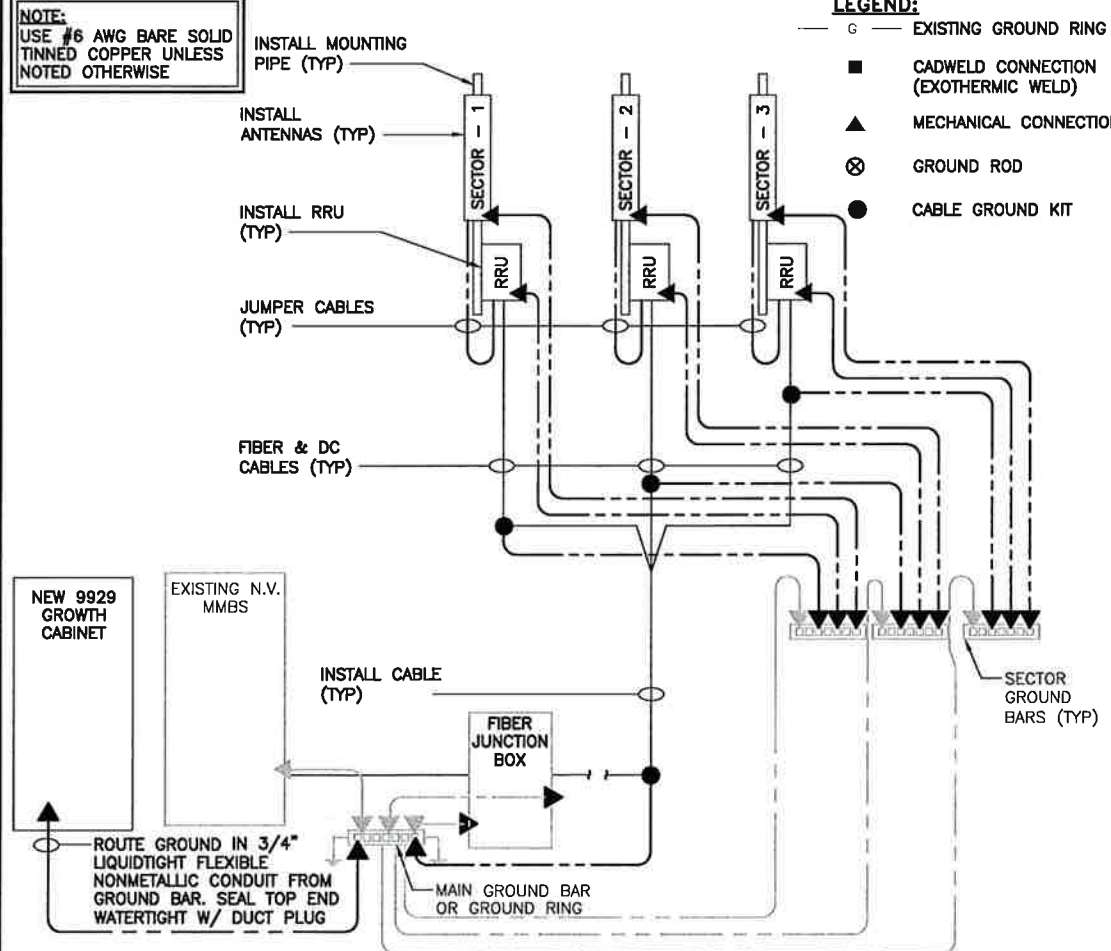 NOTE:
USE #6 AWG BARE SOLID
TINNED COPPER UNLESS
NOTED OTHERWISE
INSTALL MOUNTING
PIPE (TYP)
INSTALL
ANTENNAS (TYP)
INSTALL RRU
(TYP)
JUMPER CABLES
(TYP)
FIBER & DC
CABLES (TYP)
SECTOR - 1
SECTOR - 2
SECTOR - 3
RRU
RRU
RRU
LEGEND:
G EXISTING GROUND RING
CADWELD CONNECTION
(EXOTHERMIC WELD)
MECHANICAL CONNECTION
GROUND ROD
CABLE GROUND KIT
NEW 9929
GROWTH
CABINET
EXISTING N.V.
MMBS
INSTALL CABLE
(TYP)
FIBER
JUNCTION
BOX
SECTOR
GROUND
BARS (TYP)
ROUTE GROUND IN 3/4"
LIQUIDTIGHT FLEXIBLE
NONMETALLIC CONDUIT FROM
GROUND BAR. SEAL TOP END
WATERTIGHT W/ DUCT PLUG
MAIN GROUND BAR
OR GROUND RING